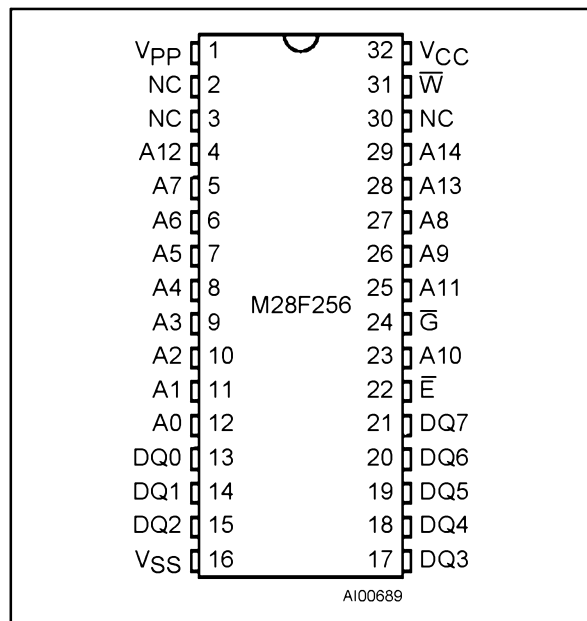 VPP 1 32 VCC
NC 2 31 W̅
NC 3 30 NC
A12 4 29 A14
A7 5 28 A13
A6 6 27 A8
A5 7 26 A9
A4 8 25 A11
M28F256
A3 9 24 G̅
A2 10 23 A10
A1 11 22 E̅
A0 12 21 DQ7
DQ0 13 20 DQ6
DQ1 14 19 DQ5
DQ2 15 18 DQ4
VSS 16 17 DQ3
AI00689